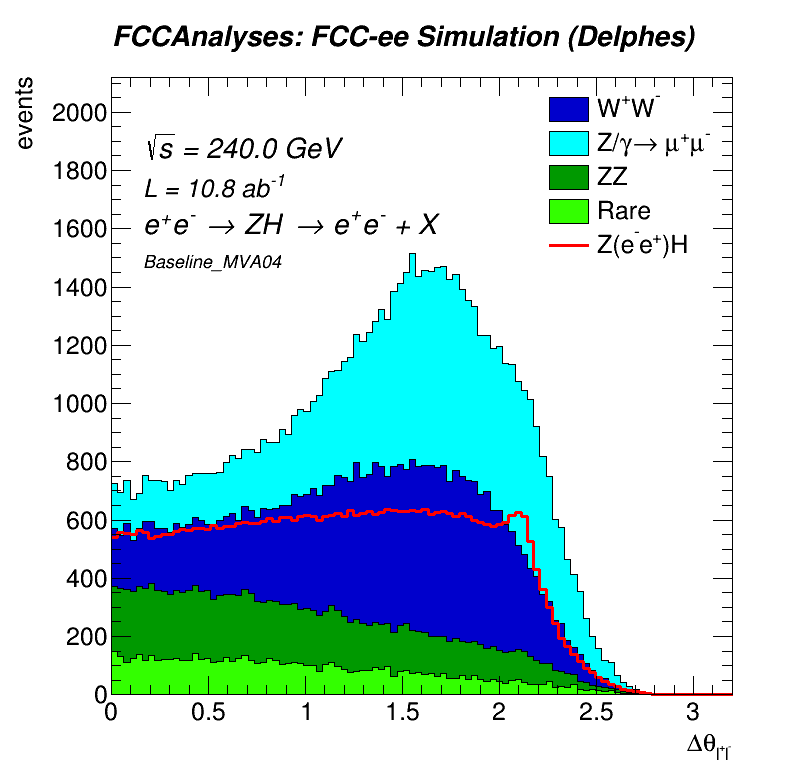 FCCAnalyses: FCC-ee Simulation (Delphes)
events
2000
1800
1600
1400
1200
1000
800
600
400
200
0
√s = 240.0 GeV
L = 10.8 ab⁻¹
e⁺e⁻ → ZH → e⁺e⁻ + X
Baseline_MVA04
W⁺W⁻
Z/γ→ μ⁺μ⁻
ZZ
Rare
Z(e⁻e⁺)H
0 0.5 1 1.5 2 2.5 3
Δθ_l⁺l⁻